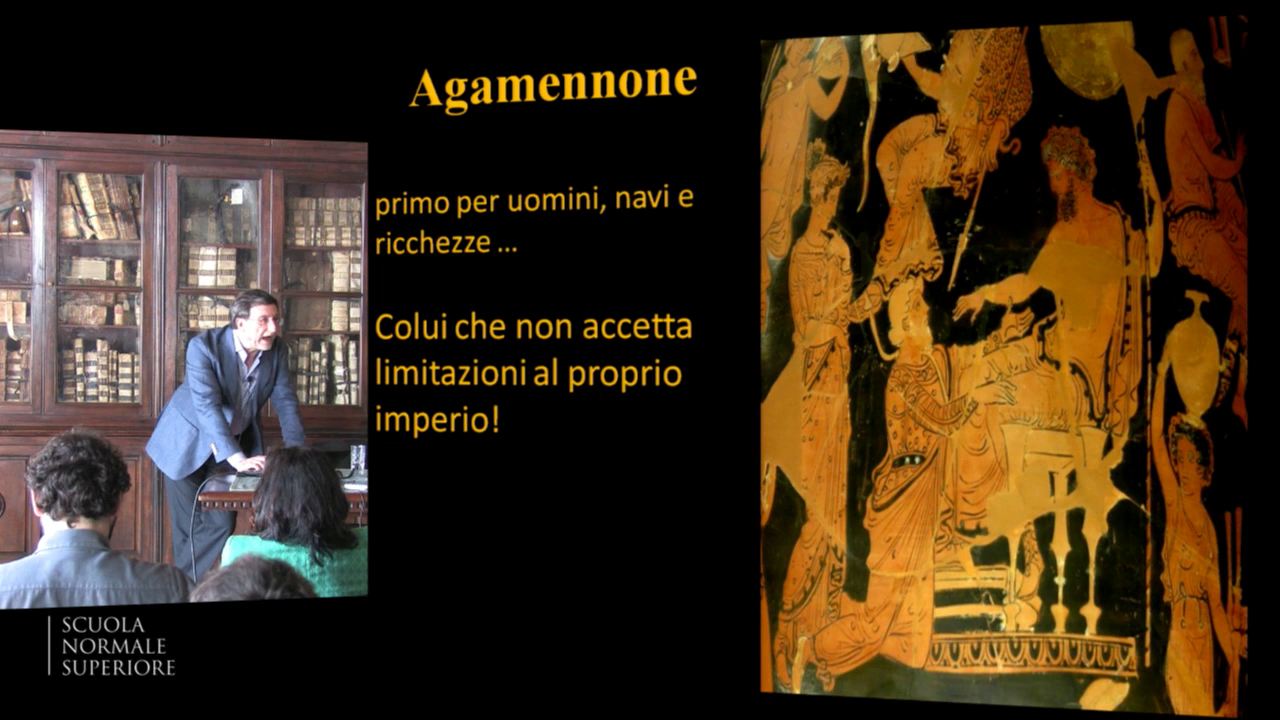 Agamennone
primo per uomini, navi e
ricchezze ...
Colui che non accetta
limitazioni al proprio
imperio!
SCUOLA
NORMALE
SUPERIORE